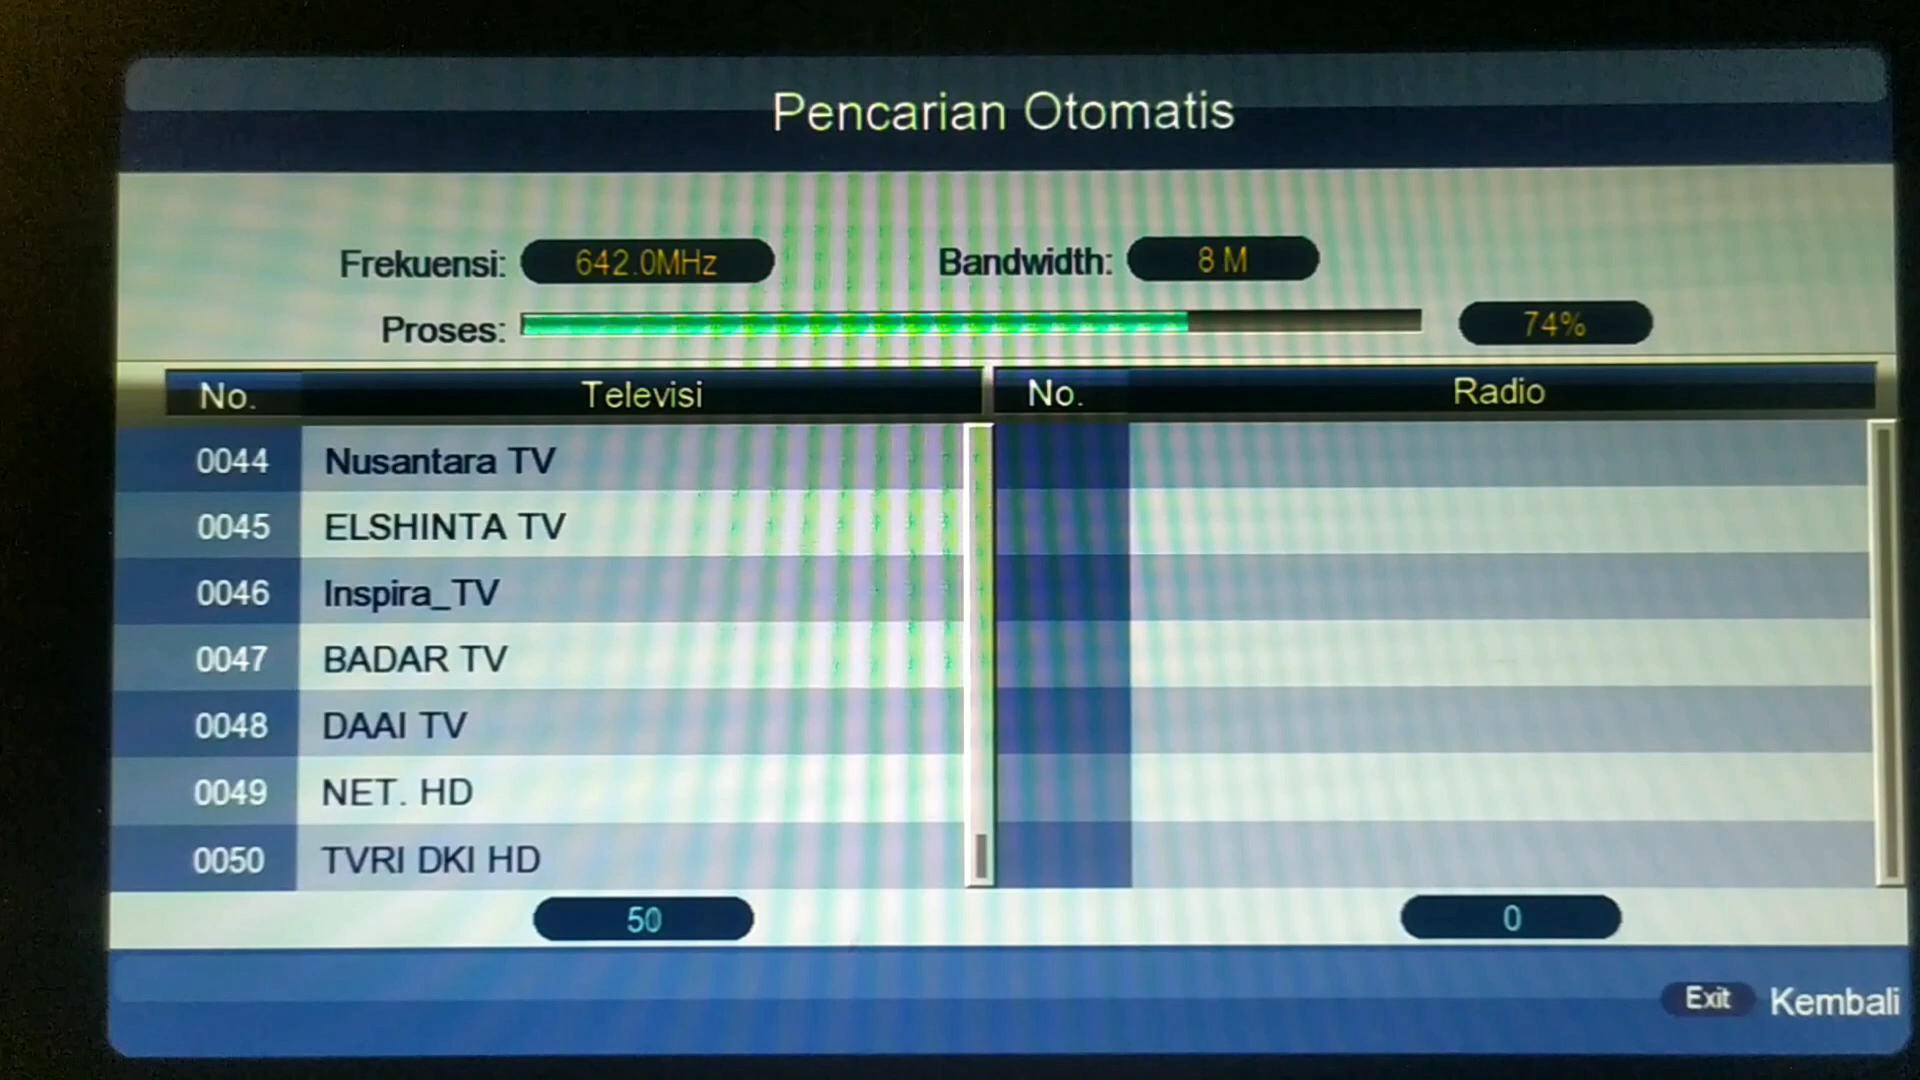 Pencarian Otomatis
Frekuensi: 642.0MHz Bandwidth: 8 M
Proses: 74%
No. Televisi No. Radio
0044 Nusantara TV
0045 ELSHINTA TV
0046 Inspira_TV
0047 BADAR TV
0048 DAAI TV
0049 NET. HD
0050 TVRI DKI HD
50 0
Exit Kembali